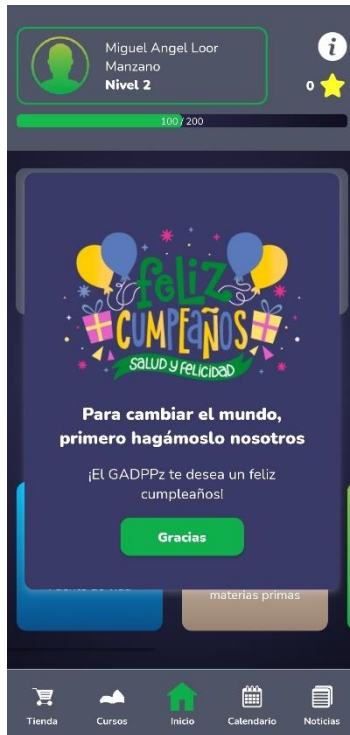 Miguel Angel Loor
Manzano
Nivel 2
0
100 / 200
feliz
CUMPLEAÑOS
SALUD Y FELICIDAD
Para cambiar el mundo,
primero hagámoslo nosotros
¡El GADPPz te desea un feliz
cumpleaños!
Gracias
materias primas
Tienda
Cursos
Inicio
Calendario
Noticias